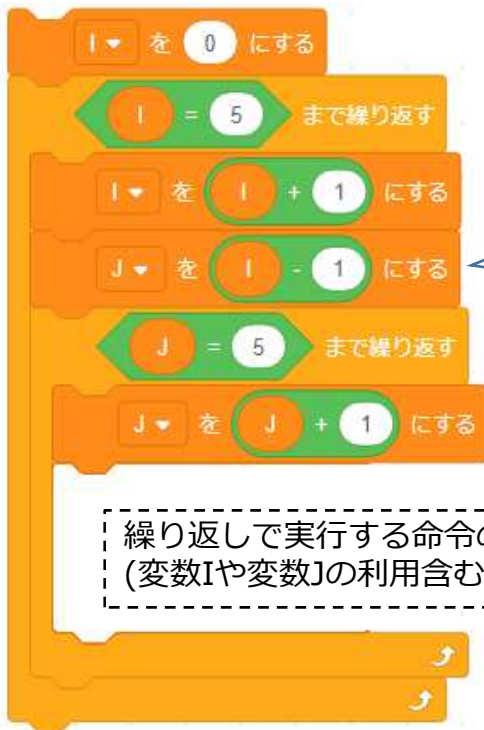 I を 0 にする
I = 5 まで繰り返す
I を I + 1 にする
J を I - 1 にする
J = 5 まで繰り返す
J を J + 1 にする
繰り返しで実行する命令の
(変数Iや変数Jの利用含む